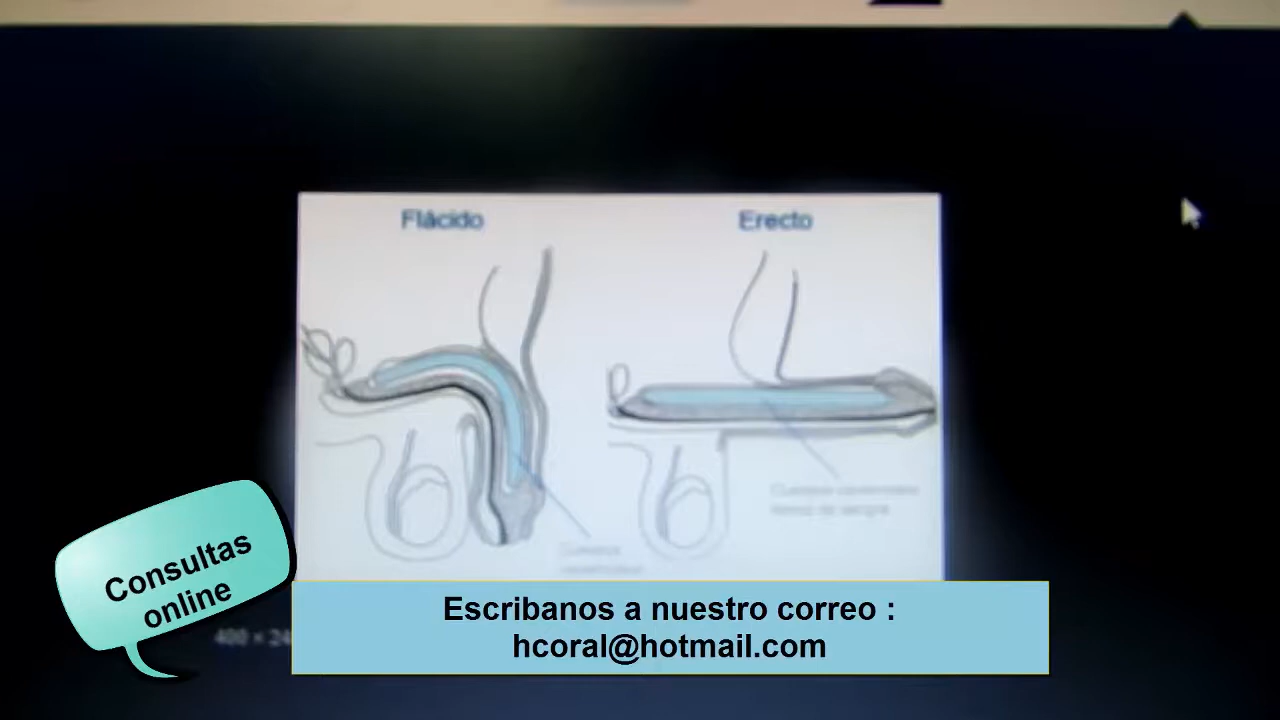 Flácido
Erecto
Consultas
online
Escribanos a nuestro correo :
hcoral@hotmail.com